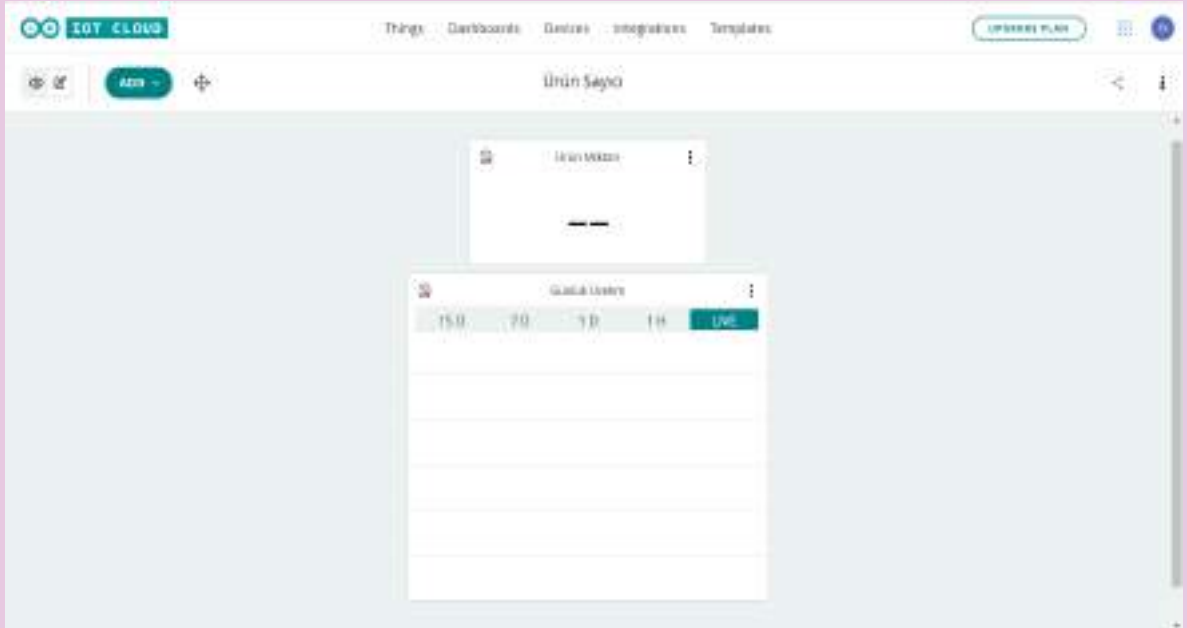 IOT CLOUD
Things Dashboards Devices Integrations Templates
UPGRADE PLAN
ADD
Ürün Sayıcı
Ürün Miktarı
Günlük Üretim
15 D 7 D 1 D 1 H LIVE